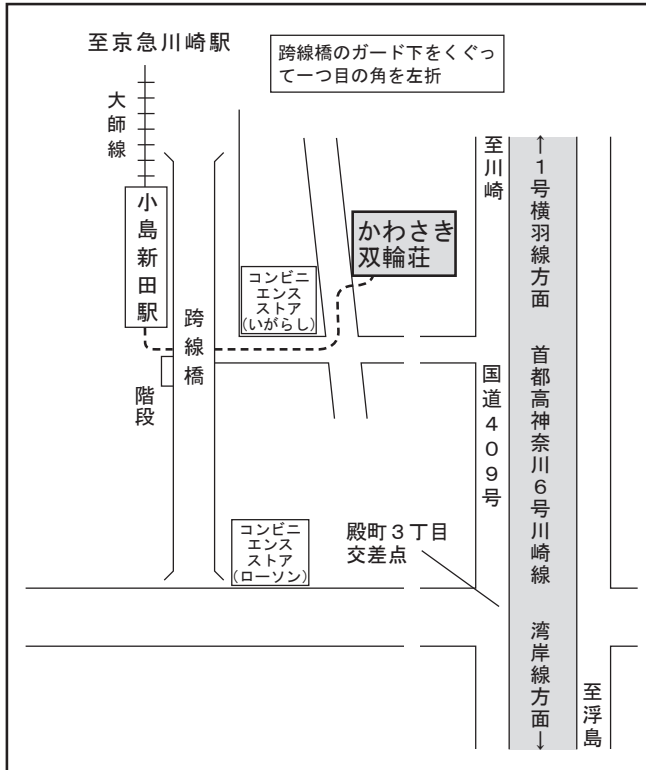 至京急川崎駅
跨線橋のガード下をくぐっ
て一つ目の角を左折
大師線
小島新田駅
跨線橋
階段
コンビニ
エンス
ストア
(いがらし)
かわさき
双輪荘
至川崎
←1号横羽線方面
首都高神奈川6号川崎線
湾岸線方面→
国道409号
コンビニ
エンス
ストア
(ローソン)
殿町3丁目
交差点
至浮島